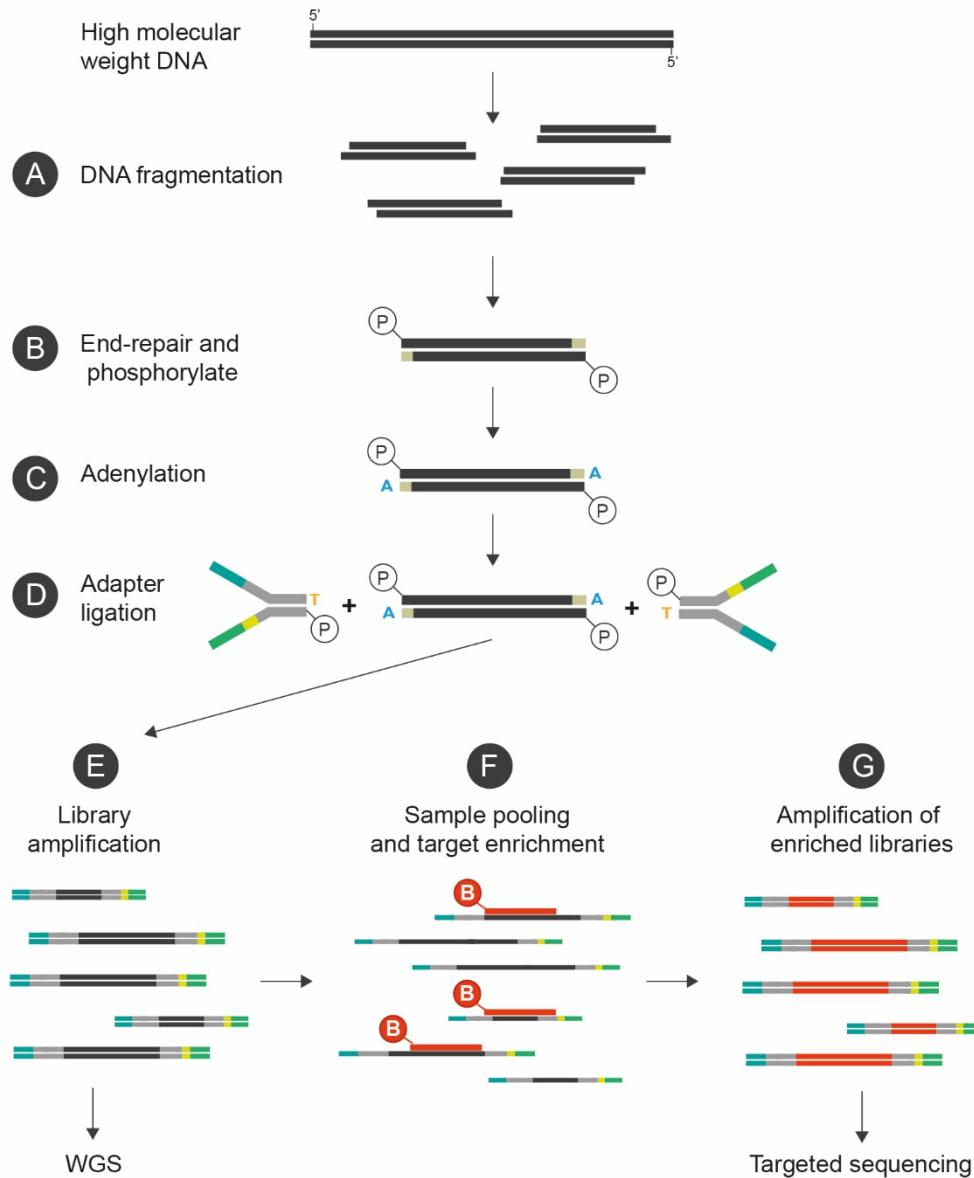 5'
High molecular
weight DNA
5'
A
DNA fragmentation
P
B
End-repair and
phosphorylate
P
P
C
Adenylation
A
A
P
D
Adapter
ligation
T
P
+
P
A
A
P
+
P
T
E
F
G
Library
amplification
Sample pooling
and target enrichment
Amplification of
enriched libraries
B
B
B
WGS
Targeted sequencing